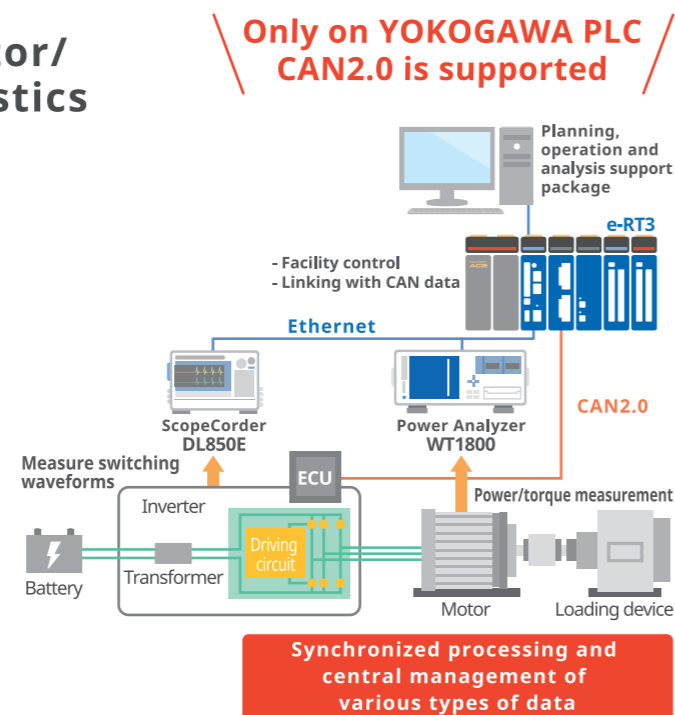 tor/
stics
Only on YOKOGAWA PLC
CAN2.0 is supported
Planning,
operation and
analysis support
package
e-RT3
- Facility control
- Linking with CAN data
Ethernet
CAN2.0
ScopeCorder
DL850E
Power Analyzer
WT1800
Measure switching
waveforms
ECU
Inverter
Power/torque measurement
Driving
circuit
Battery
Transformer
Motor
Loading device
Synchronized processing and
central management of
various types of data